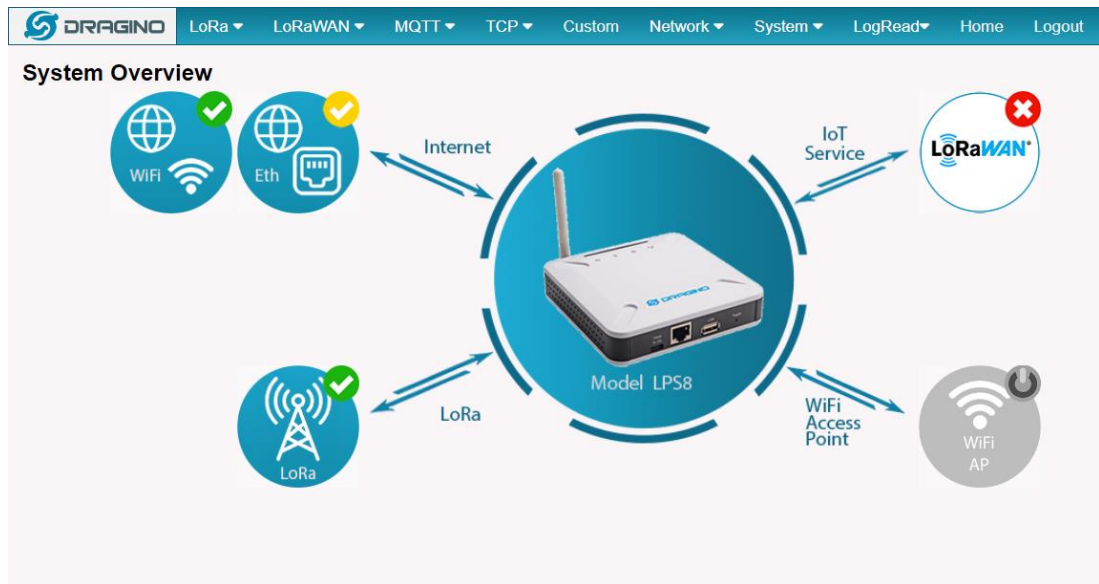 DRAGINO LoRa LoRaWAN MQTT TCP Custom Network System LogRead Home Logout
System Overview
WiFi
Eth
Internet
IoT
Service
LoRaWAN®
DRAGINO
Model LPS8
LoRa
LoRa
WiFi
Access
Point
WiFi
AP